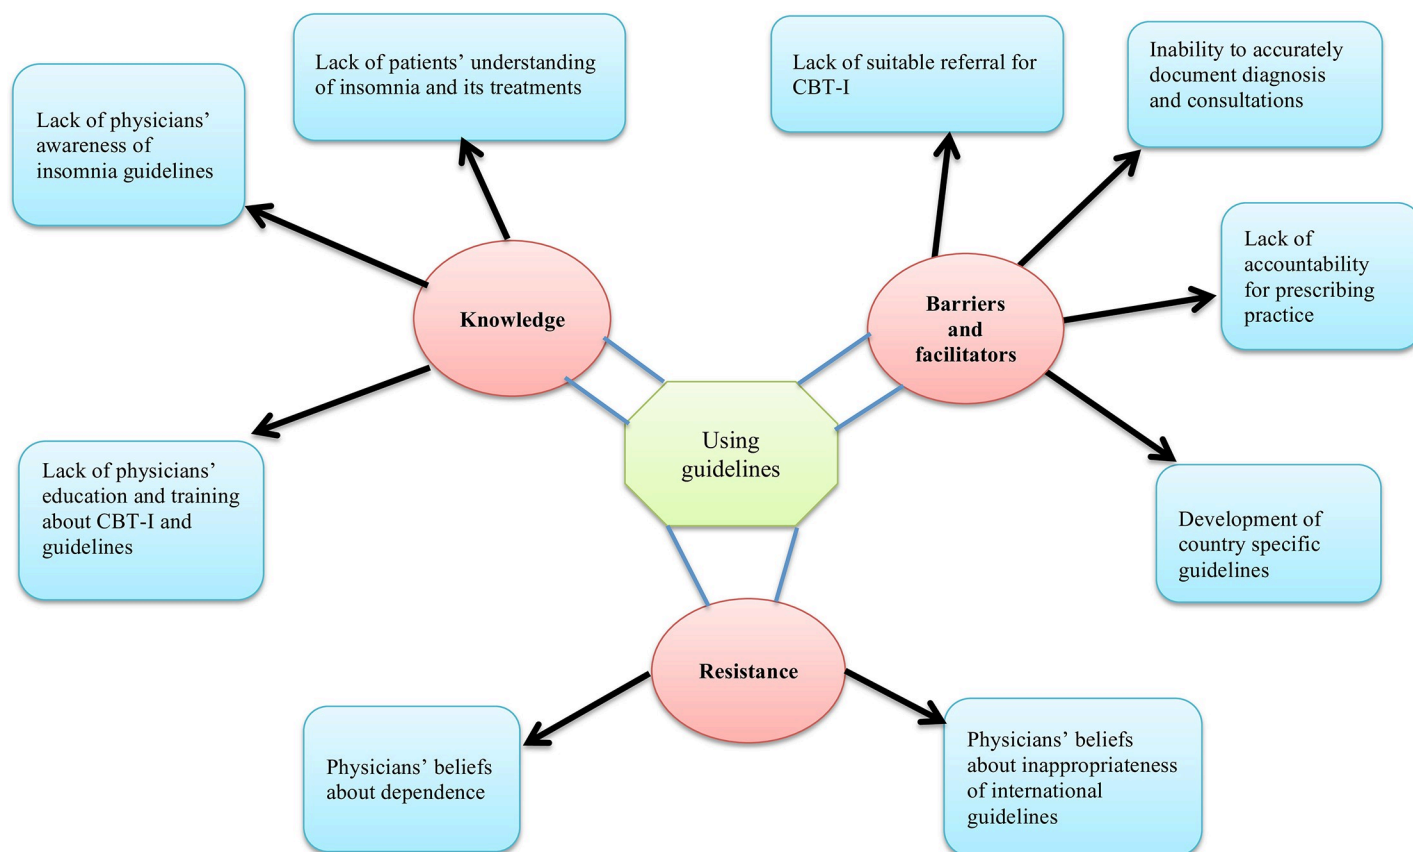 Lack of patients’ understanding
of insomnia and its treatments
Lack of physicians’
awareness of
insomnia guidelines
Knowledge
Lack of physicians’
education and training
about CBT-I and
guidelines
Lack of suitable referral for
CBT-I
Inability to accurately
document diagnosis
and consultations
Lack of
accountability
for prescribing
practice
Barriers
and
facilitators
Development of
country specific
guidelines
Using
guidelines
Resistance
Physicians’ beliefs
about dependence
Physicians’ beliefs
about inappropriateness
of international
guidelines